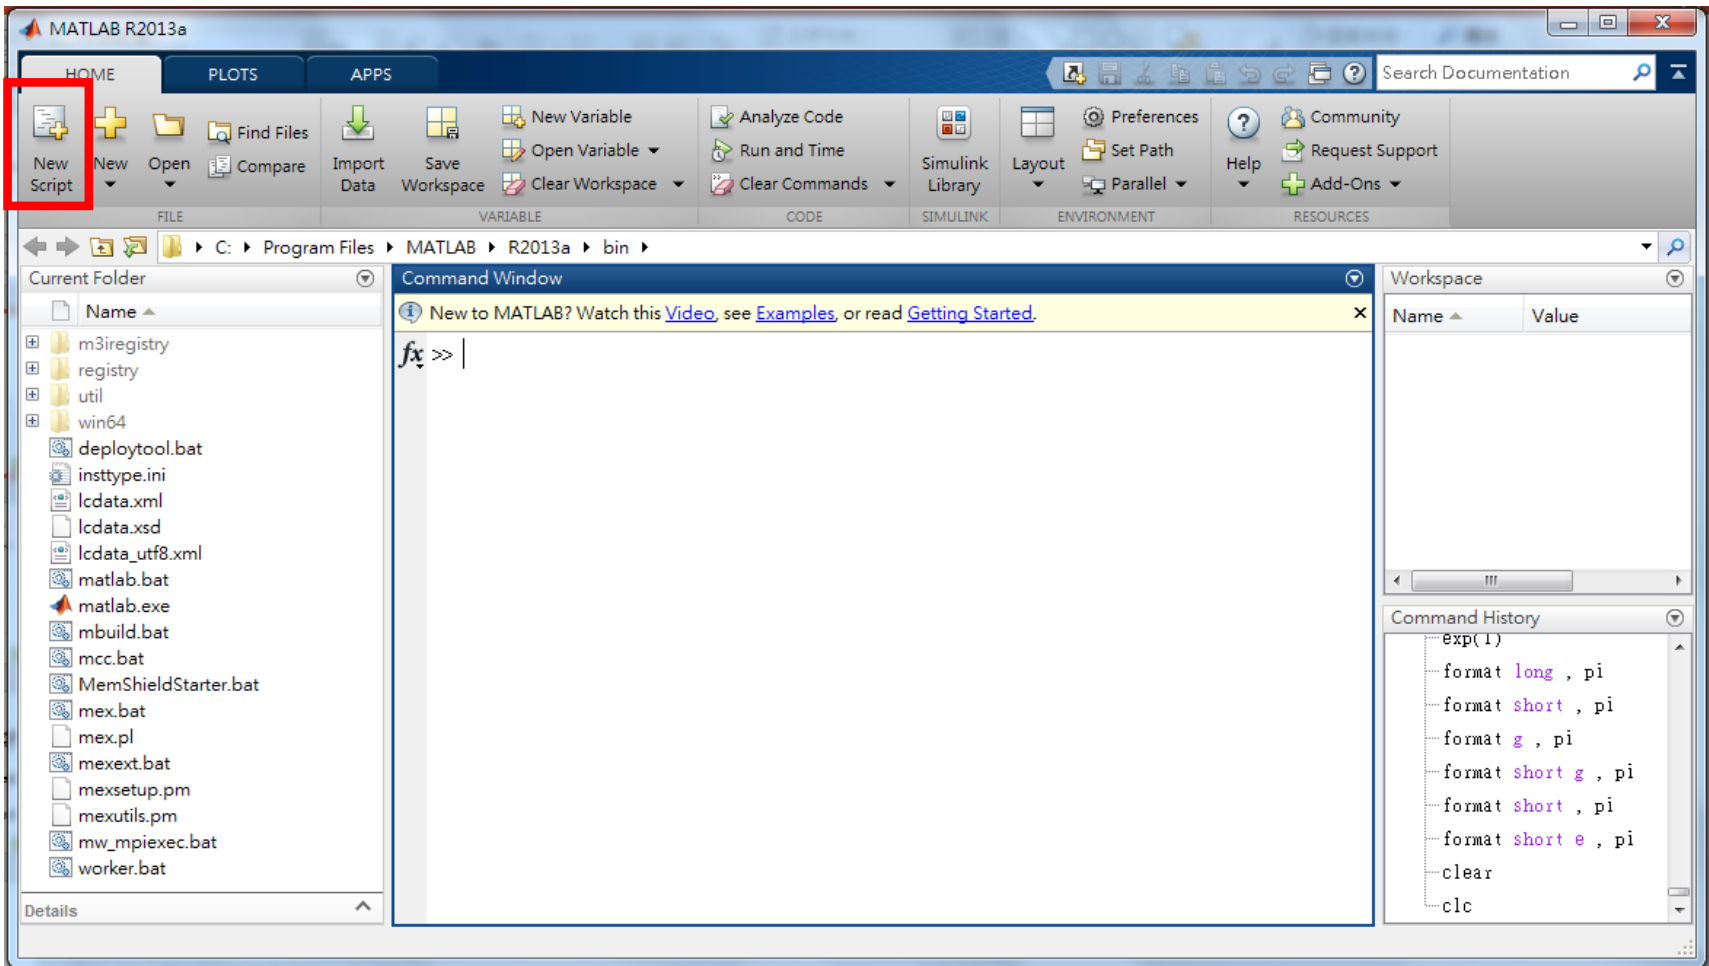 MATLAB R2013a
HOME PLOTS APPS
Search Documentation
New Script
New
Open
Find Files
Compare
FILE
Import Data
Save Workspace
New Variable
Open Variable
Clear Workspace
VARIABLE
Analyze Code
Run and Time
Clear Commands
CODE
Simulink Library
SIMULINK
Layout
Preferences
Set Path
Parallel
ENVIRONMENT
Help
Community
Request Support
Add-Ons
RESOURCES
C: Program Files MATLAB R2013a bin
Current Folder
Name
m3iregistry
registry
util
win64
deploytool.bat
insttype.ini
lcdata.xml
lcdata.xsd
lcdata_utf8.xml
matlab.bat
matlab.exe
mbuild.bat
mcc.bat
MemShieldStarter.bat
mex.bat
mex.pl
mexext.bat
mexsetup.pm
mexutils.pm
mw_mpiexec.bat
worker.bat
Details
Command Window
New to MATLAB? Watch this Video, see Examples, or read Getting Started.
fx >>
Workspace
Name Value
Command History
exp(1)
format long , pi
format short , pi
format g , pi
format short g , pi
format short , pi
format short e , pi
clear
clc